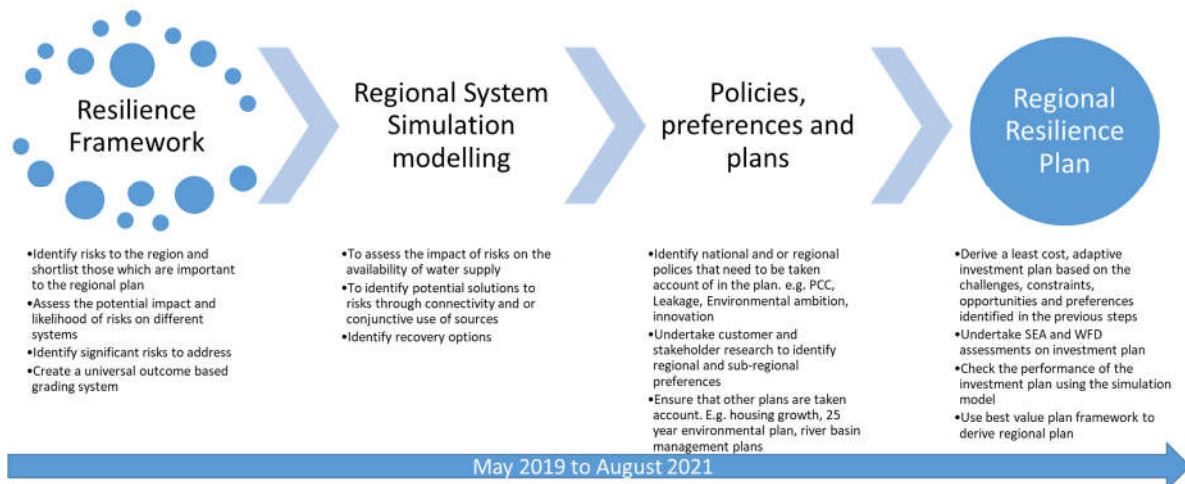 Resilience
Framework
Regional System
Simulation
modelling
Policies,
preferences and
plans
Regional
Resilience
Plan
•Identify risks to the region and
shortlist those which are important
to the regional plan
•Assess the potential impact and
likelihood of risks on different
systems
•Identify significant risks to address
•Create a universal outcome based
grading system
•To assess the impact of risks on the
availability of water supply
•To identify potential solutions to
risks through connectivity and or
conjunctive use of sources
•Identify recovery options
•Identify national and or regional
polices that need to be taken
account of in the plan. e.g. PCC,
Leakage, Environmental ambition,
innovation
•Undertake customer and
stakeholder research to identify
regional and sub-regional
preferences
•Ensure that other plans are taken
account. E.g. housing growth, 25
year environmental plan, river basin
management plans
•Derive a least cost, adaptive
investment plan based on the
challenges, constraints,
opportunities and preferences
identified in the previous steps
•Undertake SEA and WFD
assessments on investment plan
•Check the performance of the
investment plan using the simulation
model
•Use best value plan framework to
derive regional plan
May 2019 to August 2021